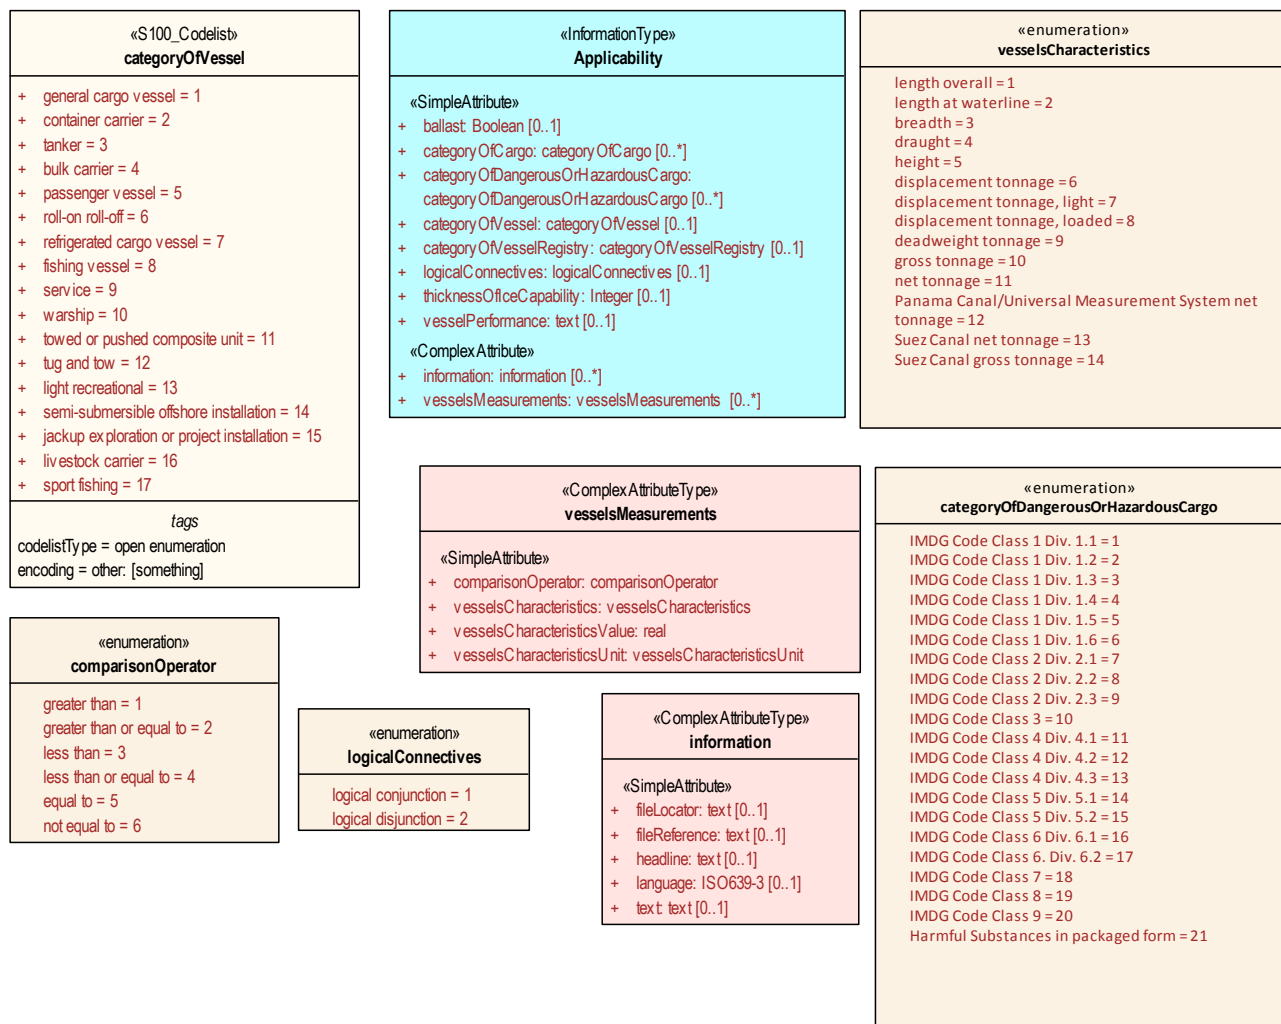 «S100_Codelist»
categoryOfVessel
+ general cargo vessel = 1
+ container carrier = 2
+ tanker = 3
+ bulk carrier = 4
+ passenger vessel = 5
+ roll-on roll-off = 6
+ refrigerated cargo vessel = 7
+ fishing vessel = 8
+ service = 9
+ warship = 10
+ towed or pushed composite unit = 11
+ tug and tow = 12
+ light recreational = 13
+ semi-submersible offshore installation = 14
+ jackup exploration or project installation = 15
+ livestock carrier = 16
+ sport fishing = 17
tags
codelistType = open enumeration
encoding = other: [something]
«InformationType»
Applicability
«SimpleAttribute»
+ ballast: Boolean [0..1]
+ categoryOfCargo: categoryOfCargo [0..*]
+ categoryOfDangerousOrHazardousCargo:
categoryOfDangerousOrHazardousCargo [0..*]
+ categoryOfVessel: categoryOfVessel [0..1]
+ categoryOfVesselRegistry: categoryOfVesselRegistry [0..1]
+ logicalConnectives: logicalConnectives [0..1]
+ thicknessOfIceCapability: Integer [0..1]
+ vesselPerformance: text [0..1]
«ComplexAttribute»
+ information: information [0..*]
+ vesselsMeasurements: vesselsMeasurements [0..*]
«enumeration»
vesselsCharacteristics
length overall = 1
length at waterline = 2
breadth = 3
draught = 4
height = 5
displacement tonnage = 6
displacement tonnage, light = 7
displacement tonnage, loaded = 8
deadweight tonnage = 9
gross tonnage = 10
net tonnage = 11
Panama Canal/Universal Measurement System net
tonnage = 12
Suez Canal net tonnage = 13
Suez Canal gross tonnage = 14
«ComplexAttributeType»
vesselsMeasurements
«SimpleAttribute»
+ comparisonOperator: comparisonOperator
+ vesselsCharacteristics: vesselsCharacteristics
+ vesselsCharacteristicsValue: real
+ vesselsCharacteristicsUnit: vesselsCharacteristicsUnit
«enumeration»
categoryOfDangerousOrHazardousCargo
IMDG Code Class 1 Div. 1.1 = 1
IMDG Code Class 1 Div. 1.2 = 2
IMDG Code Class 1 Div. 1.3 = 3
IMDG Code Class 1 Div. 1.4 = 4
IMDG Code Class 1 Div. 1.5 = 5
IMDG Code Class 1 Div. 1.6 = 6
IMDG Code Class 2 Div. 2.1 = 7
IMDG Code Class 2 Div. 2.2 = 8
IMDG Code Class 2 Div. 2.3 = 9
IMDG Code Class 3 = 10
IMDG Code Class 4 Div. 4.1 = 11
IMDG Code Class 4 Div. 4.2 = 12
IMDG Code Class 4 Div. 4.3 = 13
IMDG Code Class 5 Div. 5.1 = 14
IMDG Code Class 5 Div. 5.2 = 15
IMDG Code Class 6 Div. 6.1 = 16
IMDG Code Class 6. Div. 6.2 = 17
IMDG Code Class 7 = 18
IMDG Code Class 8 = 19
IMDG Code Class 9 = 20
Harmful Substances in packaged form = 21
«enumeration»
comparisonOperator
greater than = 1
greater than or equal to = 2
less than = 3
less than or equal to = 4
equal to = 5
not equal to = 6
«enumeration»
logicalConnectives
logical conjunction = 1
logical disjunction = 2
«ComplexAttributeType»
information
«SimpleAttribute»
+ fileLocator: text [0..1]
+ fileReference: text [0..1]
+ headline: text [0..1]
+ language: ISO639-3 [0..1]
+ text: text [0..1]